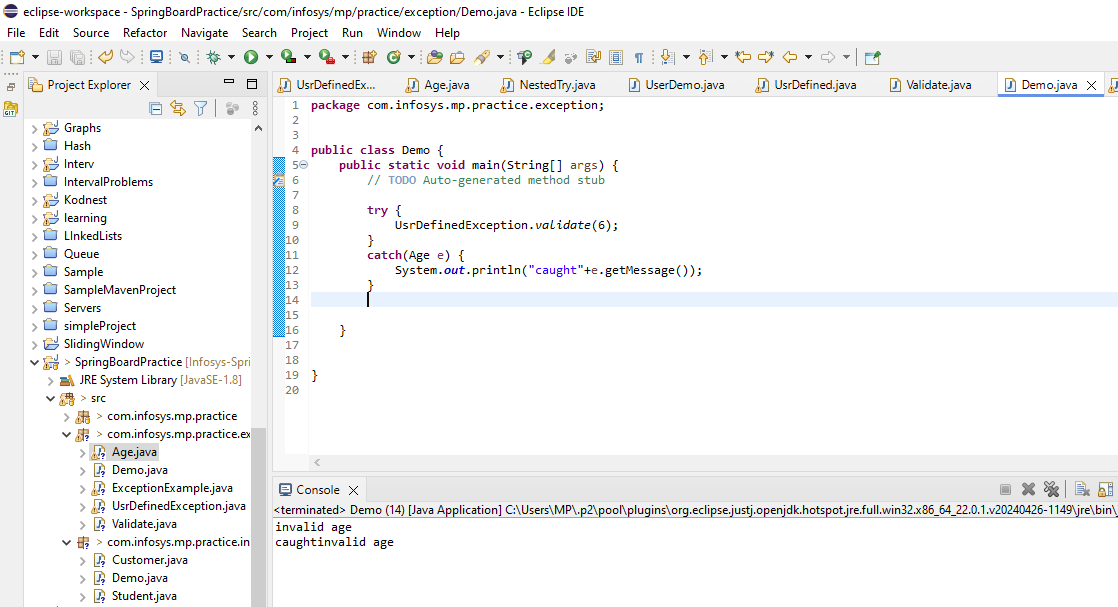 eclipse-workspace - SpringBoardPractice/src/com/infosys/mp/practice/exception/Demo.java - Eclipse IDE
File Edit Source Refactor Navigate Search Project Run Window Help
Project Explorer
UsrDefinedEx... Age.java NestedTry.java UserDemo.java UsrDefined.java Validate.java Demo.java
GIT
Graphs
Hash
Interv
IntervalProblems
Kodnest
learning
LInkedLists
Queue
Sample
SampleMavenProject
Servers
simpleProject
SlidingWindow
> SpringBoardPractice [Infosys-Spri
JRE System Library [JavaSE-1.8]
> src
> com.infosys.mp.practice
> com.infosys.mp.practice.ex
Age.java
Demo.java
ExceptionExample.java
UsrDefinedException.java
Validate.java
> com.infosys.mp.practice.in
Customer.java
Demo.java
Student.java
1 package com.infosys.mp.practice.exception;
2
3
4 public class Demo {
5 public static void main(String[] args) {
6 // TODO Auto-generated method stub
7
8 try {
9 UsrDefinedException.validate(6);
10 }
11 catch(Age e) {
12 System.out.println("caught"+e.getMessage());
13 }
14
15
16 }
17
18
19 }
20
Console
<terminated> Demo (14) [Java Application] C:\Users\MP\.p2\pool\plugins\org.eclipse.justj.openjdk.hotspot.jre.full.win32.x86_64_22.0.1.v20240426-1149\jre\bin\
invalid age
caughtinvalid age